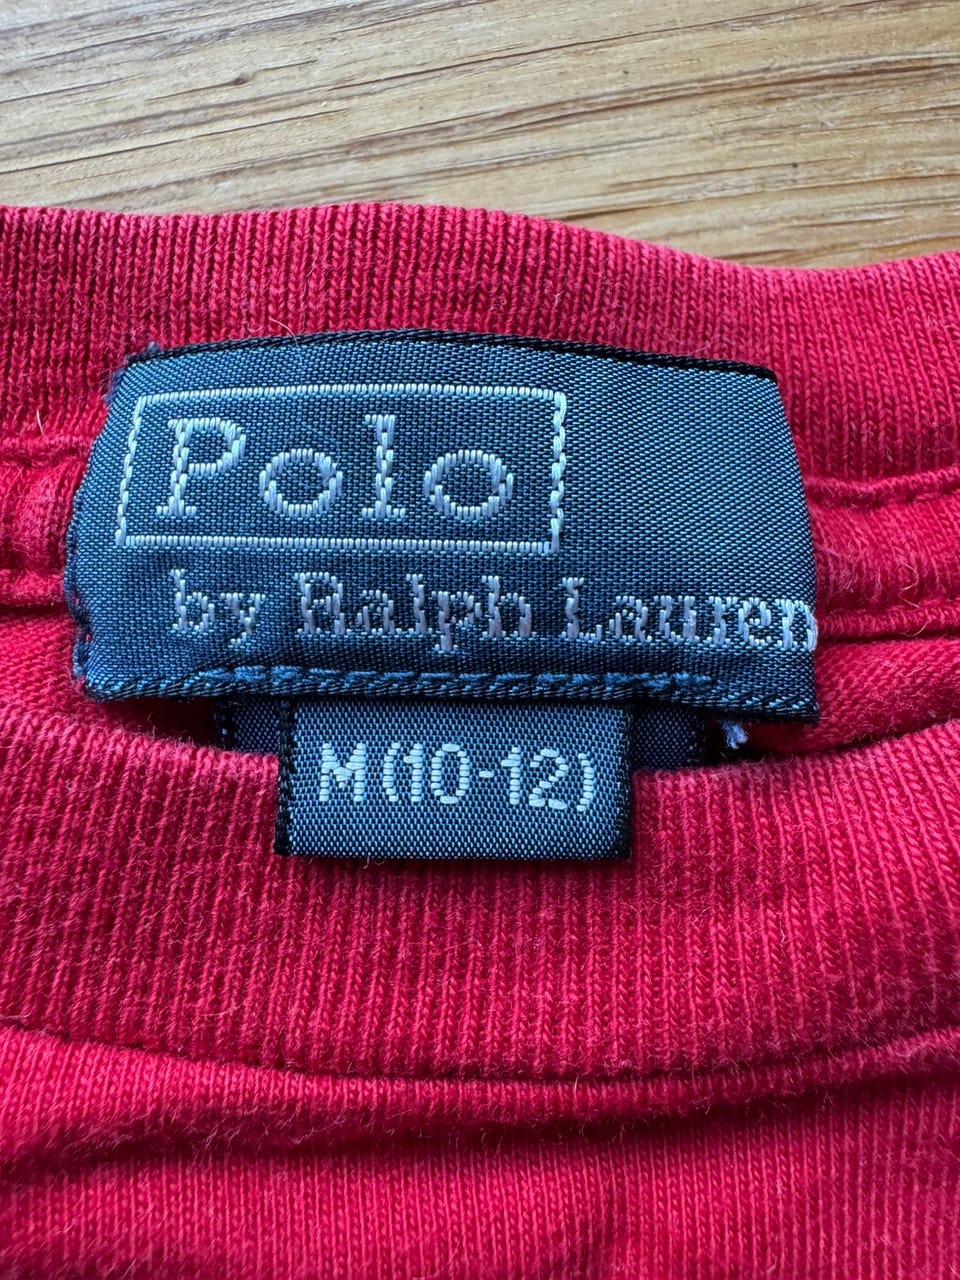 Polo
by Ralph Lauren
M(10-12)